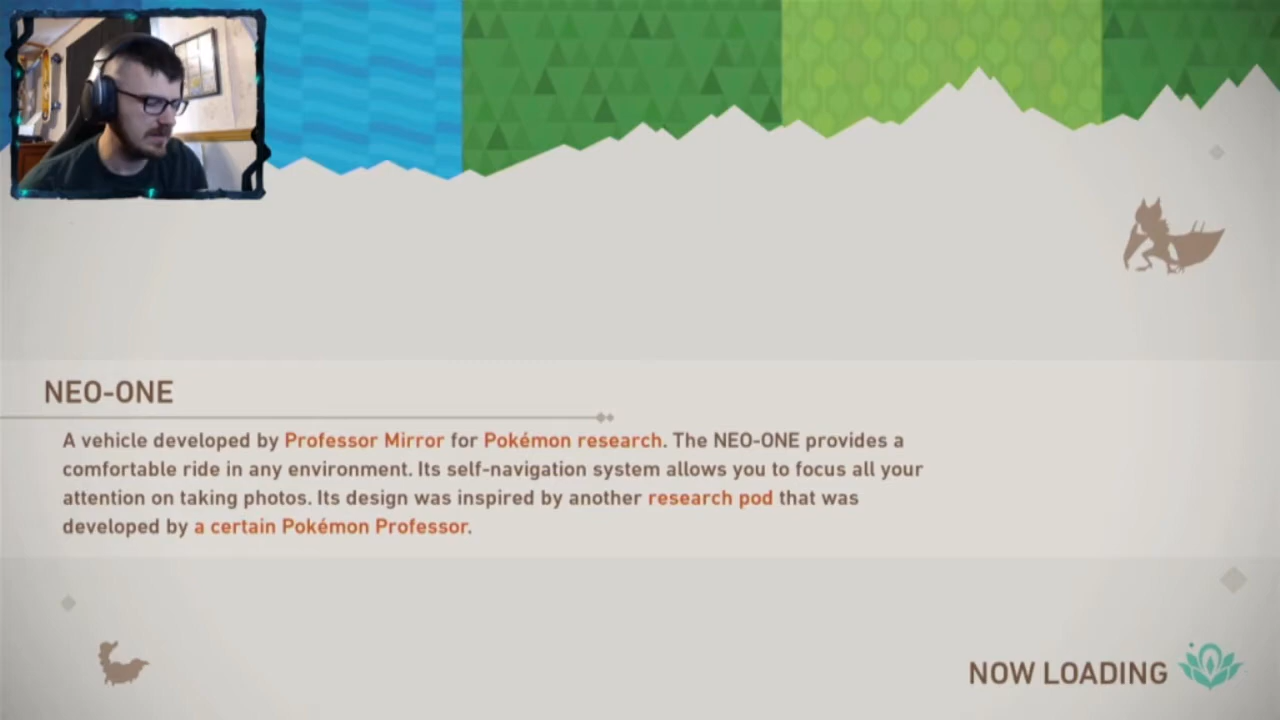 NEO-ONE
A vehicle developed by Professor Mirror for Pokémon research. The NEO-ONE provides a
comfortable ride in any environment. Its self-navigation system allows you to focus all your
attention on taking photos. Its design was inspired by another research pod that was
developed by a certain Pokémon Professor.
NOW LOADING